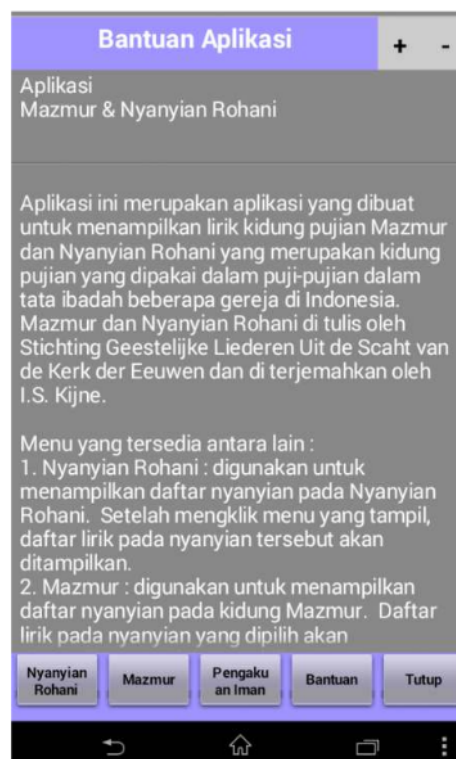 Bantuan Aplikasi
+ -
Aplikasi
Mazmur & Nyanyian Rohani
Aplikasi ini merupakan aplikasi yang dibuat
untuk menampilkan lirik kidung pujian Mazmur
dan Nyanyian Rohani yang merupakan kidung
pujian yang dipakai dalam puji-pujian dalam
tata ibadah beberapa gereja di Indonesia.
Mazmur dan Nyanyian Rohani di tulis oleh
Stichting Geestelijke Liederen Uit de Scaht van
de Kerk der Eeuwen dan di terjemahkan oleh
I.S. Kijne.
Menu yang tersedia antara lain :
1. Nyanyian Rohani : digunakan untuk
menampilkan daftar nyanyian pada Nyanyian
Rohani. Setelah mengklik menu yang tampil,
daftar lirik pada nyanyian tersebut akan
ditampilkan.
2. Mazmur : digunakan untuk menampilkan
daftar nyanyian pada kidung Mazmur. Daftar
lirik pada nyanyian yang dipilih akan
Nyanyian
Rohani
Mazmur
Pengaku
an Iman
Bantuan
Tutup